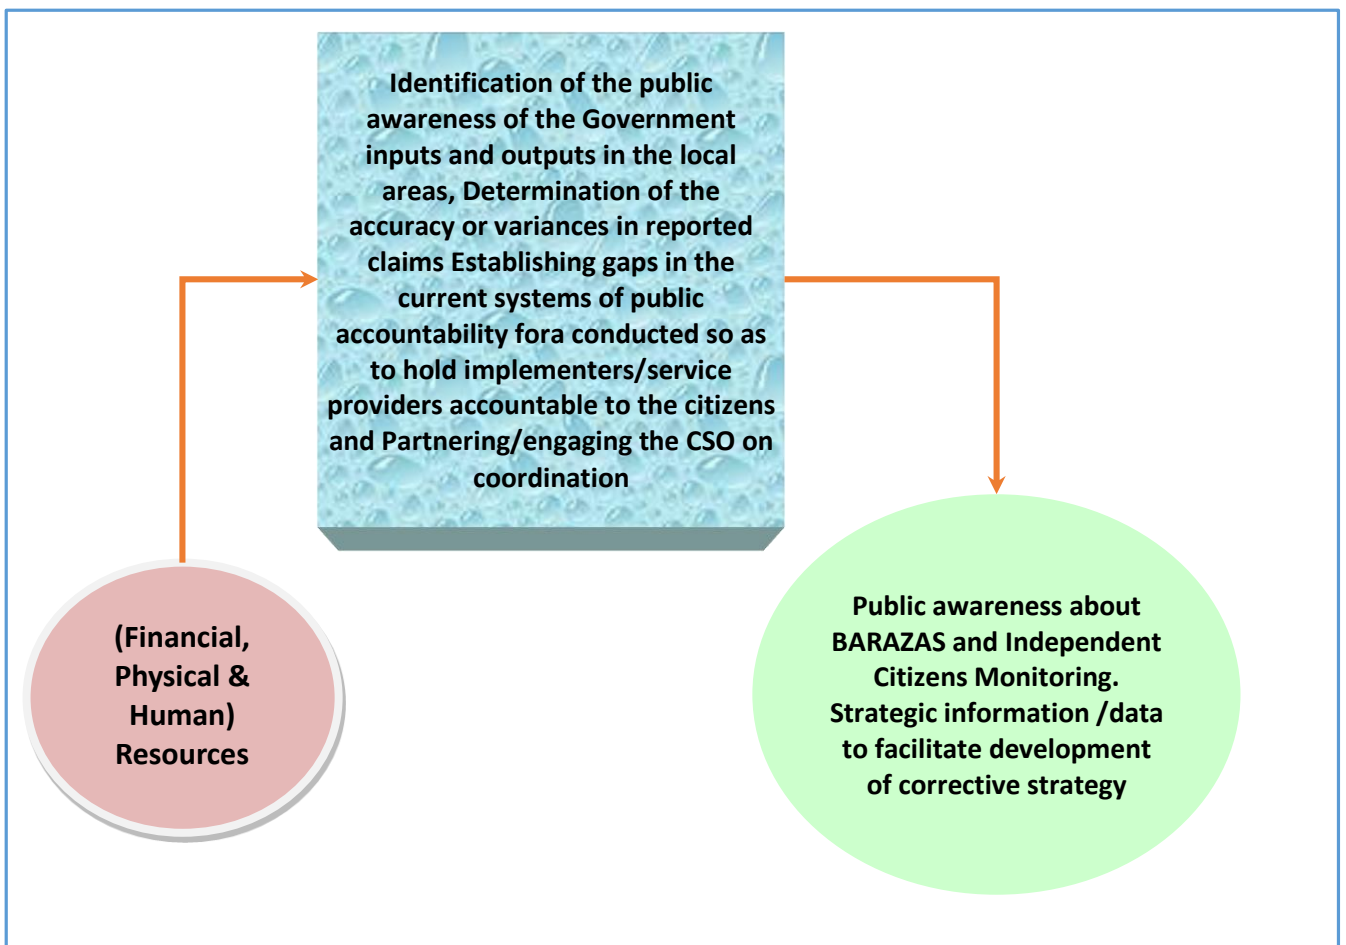 Identification of the public
awareness of the Government
inputs and outputs in the local
areas, Determination of the
accuracy or variances in reported
claims Establishing gaps in the
current systems of public
accountability fora conducted so as
to hold implementers/service
providers accountable to the citizens
and Partnering/engaging the CSO on
coordination
(Financial,
Physical &
Human)
Resources
Public awareness about
BARAZAS and Independent
Citizens Monitoring.
Strategic information /data
to facilitate development
of corrective strategy